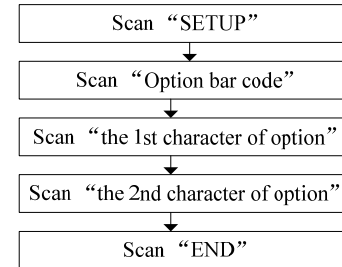 Scan “SETUP”
Scan “Option bar code”
Scan “the 1st character of option”
Scan “the 2nd character of option”
Scan “END”